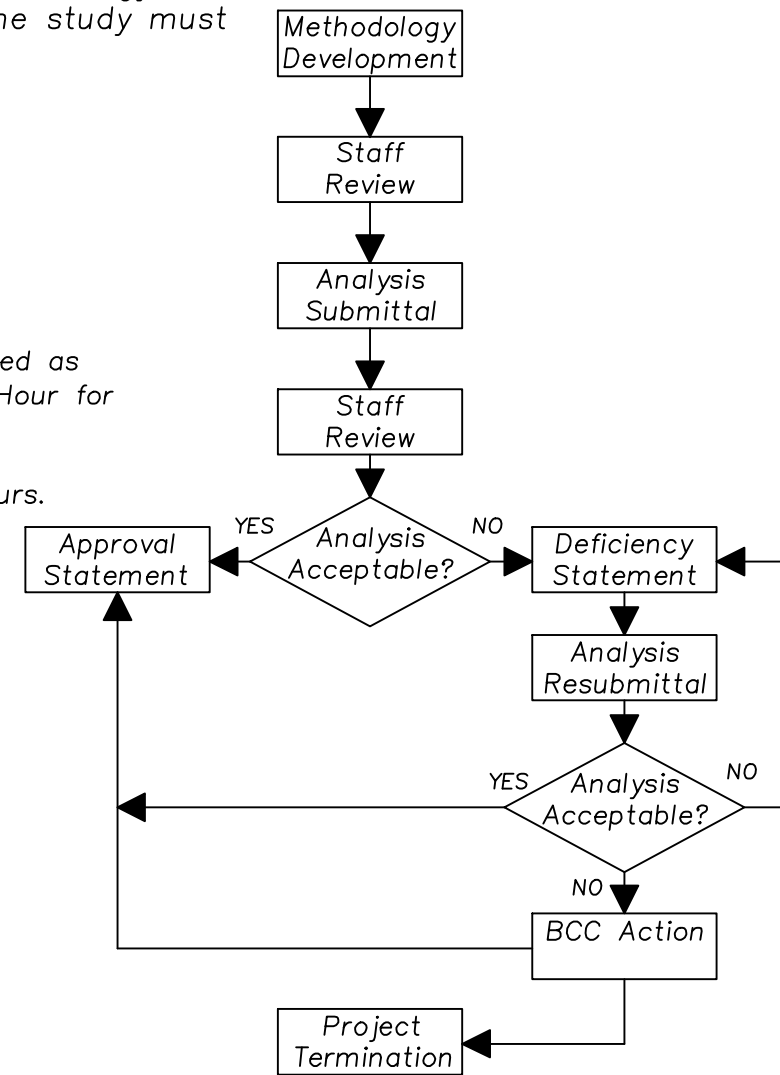 ne study must
Methodology
Development
Staff
Review
Analysis
Submittal
ed as
Hour for
Staff
Review
urs.
YES
NO
Approval
Statement
Analysis
Acceptable?
Deficiency
Statement
Analysis
Resubmittal
YES
NO
Analysis
Acceptable?
NO
BCC Action
Project
Termination